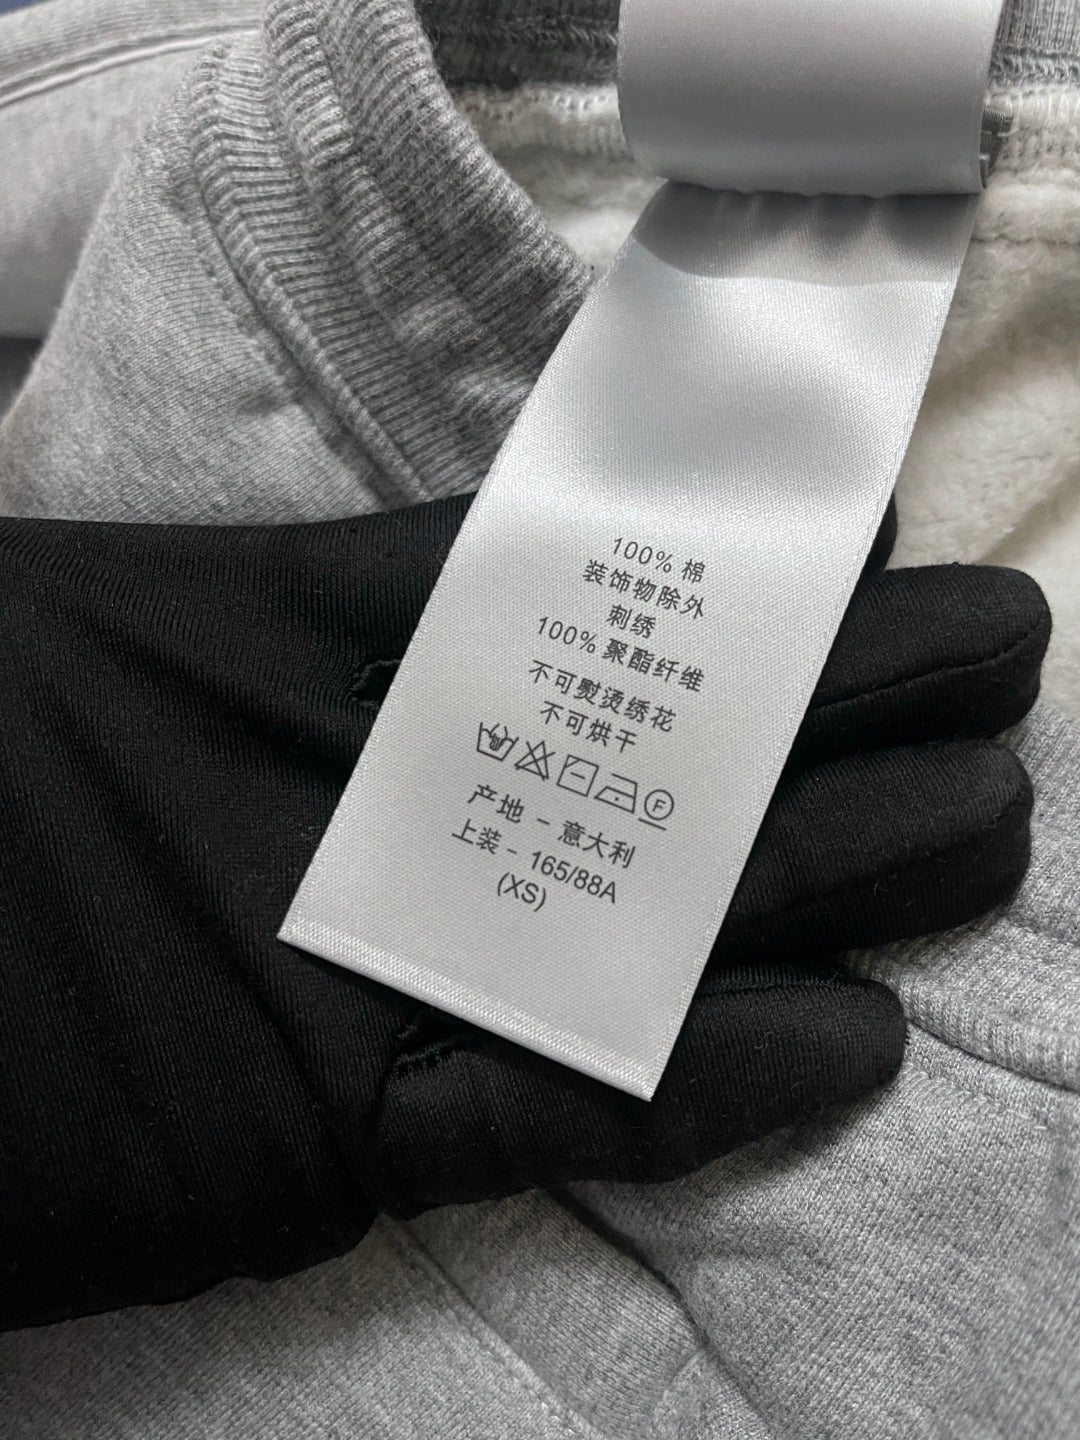 100% 棉
装饰物除外
刺绣
100% 聚酯纤维
不可熨烫绣花
不可烘干
F
产地 - 意大利
上装 - 165/88A
(XS)